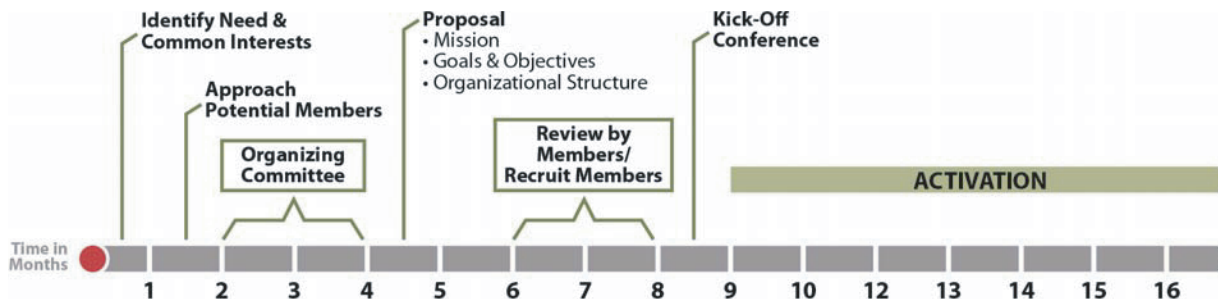 Identify Need &
Common Interests
Approach
Potential Members
Organizing
Committee
Proposal
• Mission
• Goals & Objectives
• Organizational Structure
Review by
Members/
Recruit Members
Kick-Off
Conference
ACTIVATION
Time in
Months
1 2 3 4 5 6 7 8 9 10 11 12 13 14 15 16